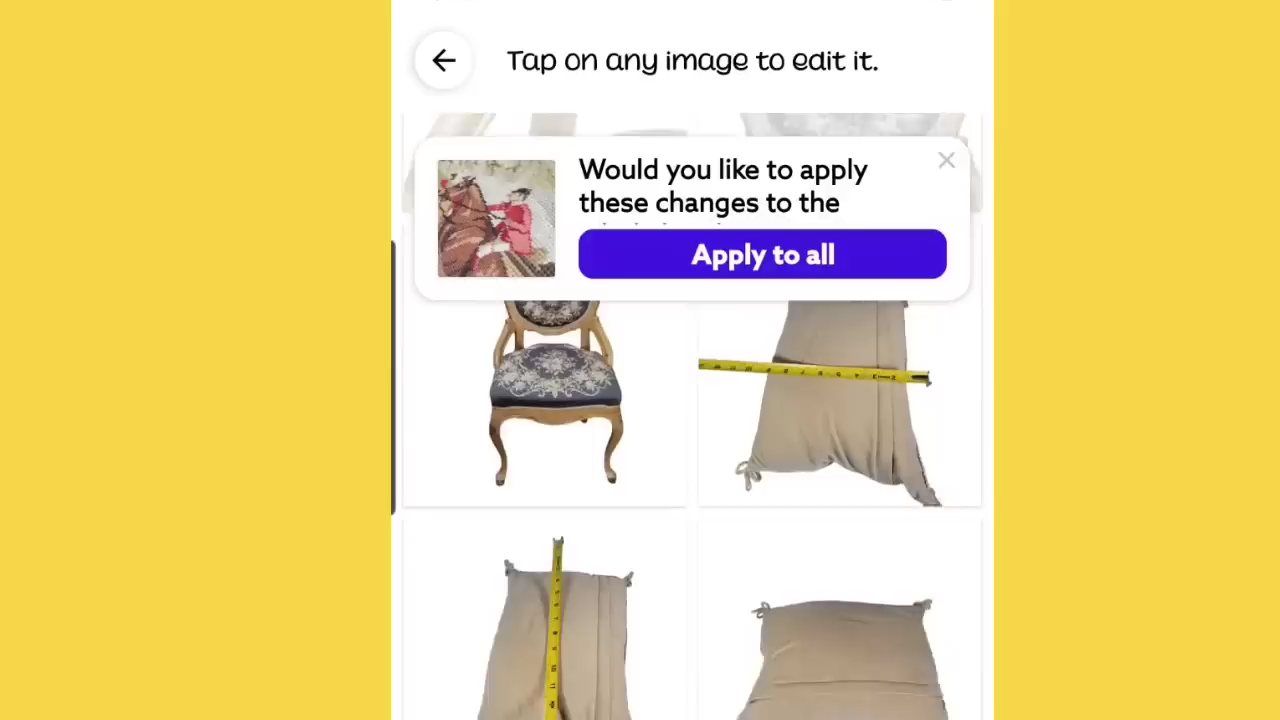 Tap on any image to edit it.
Would you like to apply
these changes to the
Apply to all